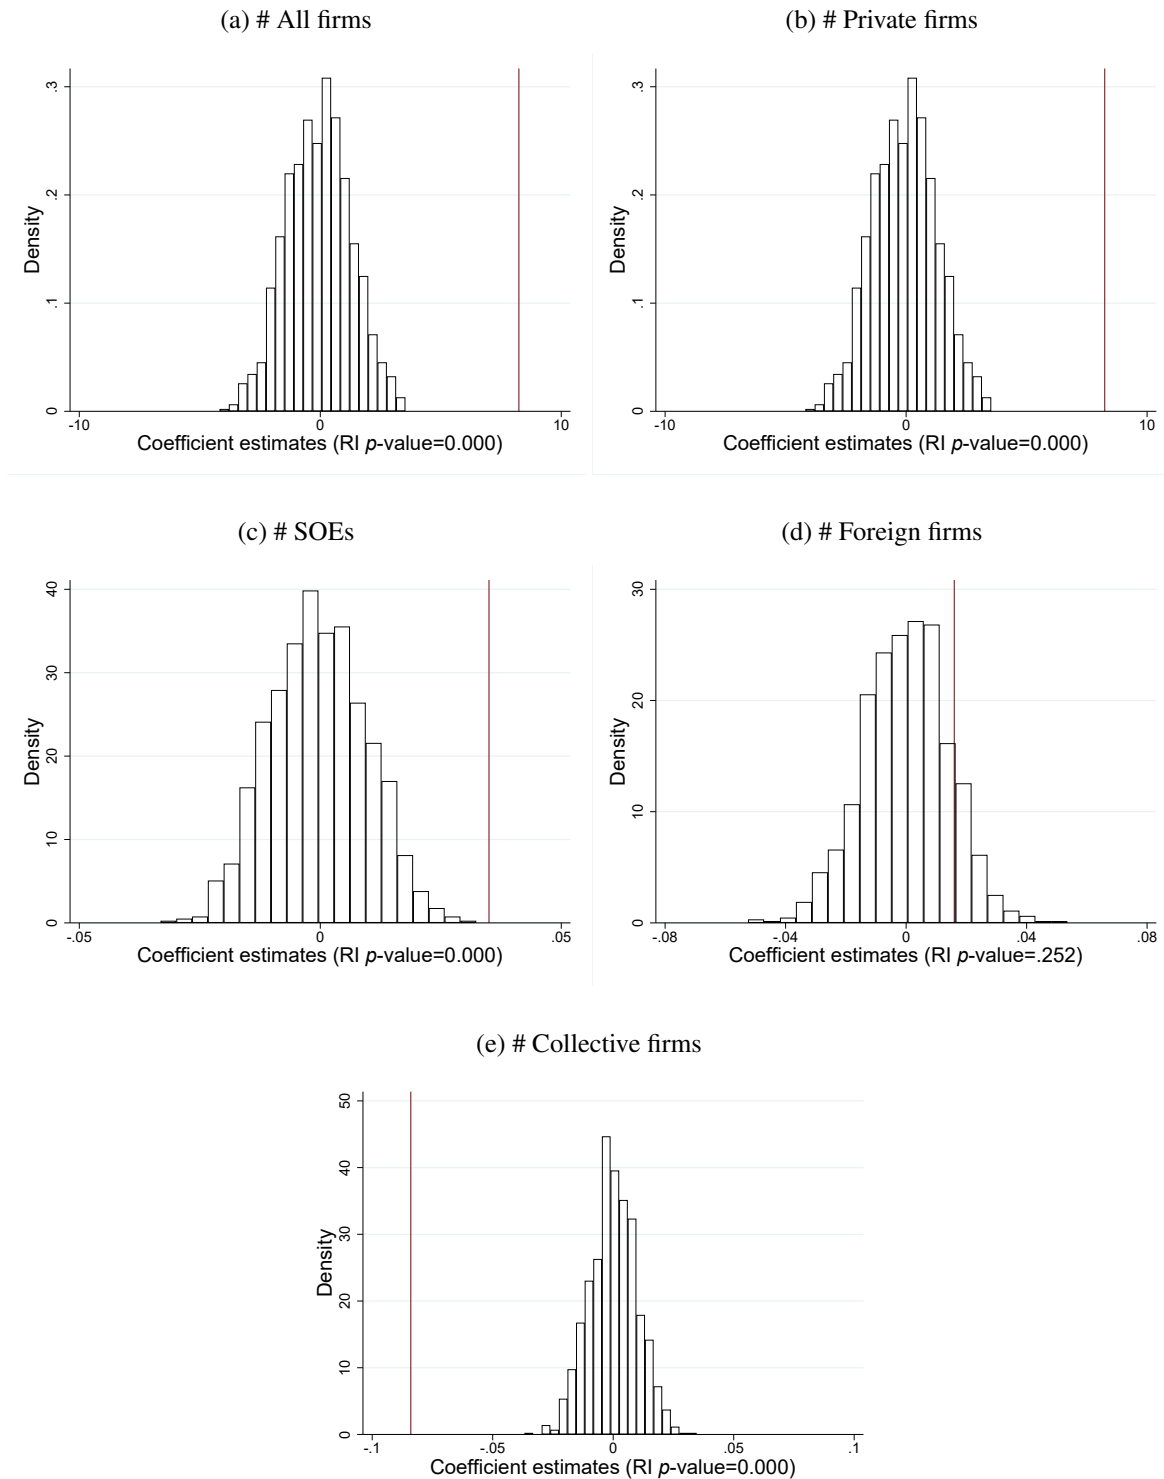 (a) # All firms
.3
.2
.1
0
Density
-10
0
10
Coefficient estimates (RI p-value=0.000)
(b) # Private firms
.3
.2
.1
0
Density
-10
0
10
Coefficient estimates (RI p-value=0.000)
(c) # SOEs
40
30
20
10
0
Density
-.05
0
.05
Coefficient estimates (RI p-value=0.000)
(d) # Foreign firms
30
20
10
0
Density
-.08
-.04
0
.04
.08
Coefficient estimates (RI p-value=.252)
(e) # Collective firms
50
40
30
20
10
0
Density
-.1
-.05
0
.05
.1
Coefficient estimates (RI p-value=0.000)